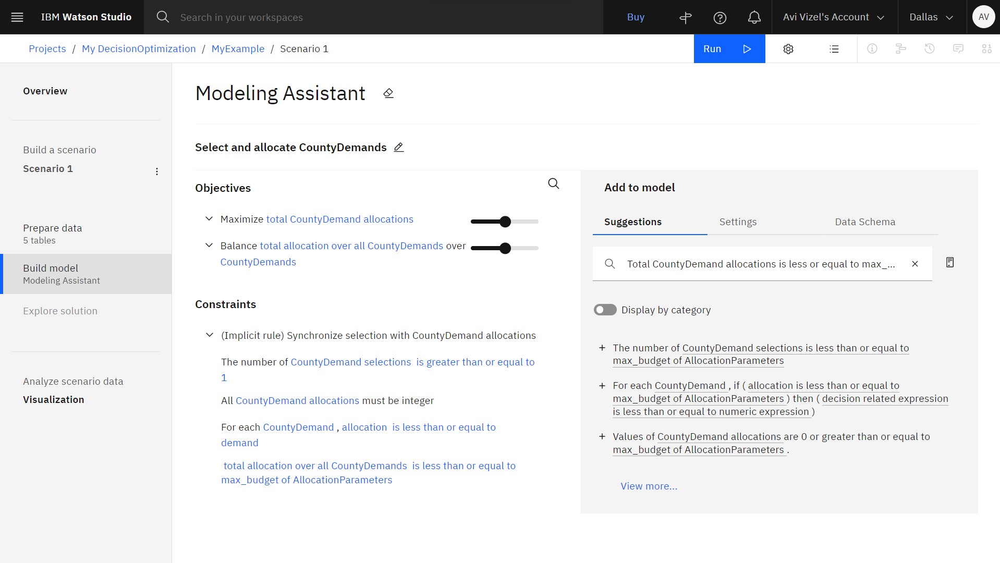 IBM Watson Studio
Search in your workspaces
Buy
Avi Vizel's Account
Dallas
AV
Projects / My DecisionOptimization / MyExample / Scenario 1
Run
Overview
Build a scenario
Scenario 1
Prepare data
5 tables
Build model
Modeling Assistant
Explore solution
Analyze scenario data
Visualization
Modeling Assistant
Select and allocate CountyDemands
Objectives
Maximize total CountyDemand allocations
Balance total allocation over all CountyDemands over
CountyDemands
Constraints
(Implicit rule) Synchronize selection with CountyDemand allocations
The number of CountyDemand selections is greater than or equal to
1
All CountyDemand allocations must be integer
For each CountyDemand , allocation is less than or equal to
demand
total allocation over all CountyDemands is less than or equal to
max_budget of AllocationParameters
Add to model
Suggestions
Settings
Data Schema
Total CountyDemand allocations is less or equal to max_...
Display by category
+ The number of CountyDemand selections is less than or equal to
max_budget of AllocationParameters
+ For each CountyDemand , if ( allocation is less than or equal to
max_budget of AllocationParameters ) then ( decision related expression
is less than or equal to numeric expression )
+ Values of CountyDemand allocations are 0 or greater than or equal to
max_budget of AllocationParameters .
View more...